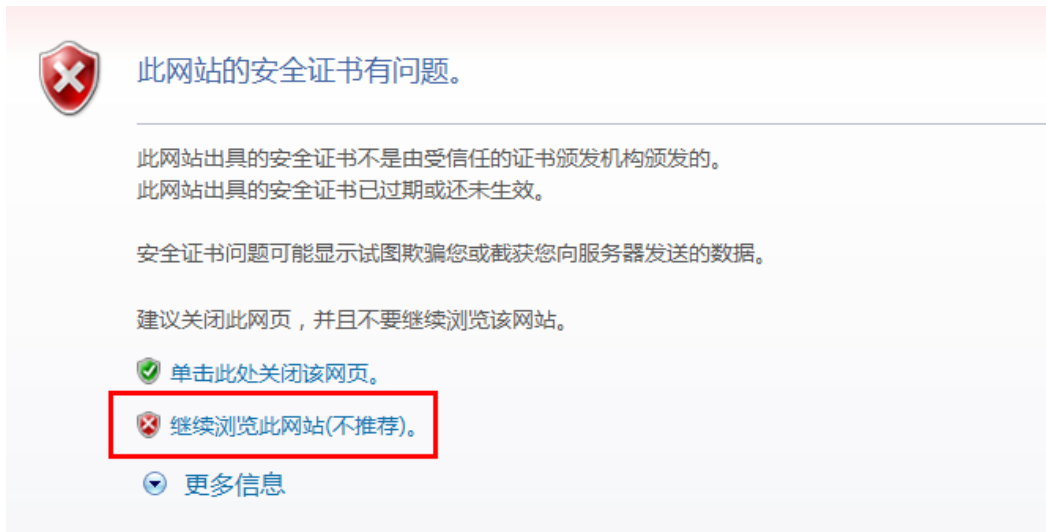 此网站的安全证书有问题。
此网站出具的安全证书不是由受信任的证书颁发机构颁发的。
此网站出具的安全证书已过期或还未生效。
安全证书问题可能显示试图欺骗您或截获您向服务器发送的数据。
建议关闭此网页，并且不要继续浏览该网站。
单击此处关闭该网页。
继续浏览此网站(不推荐)。
更多信息